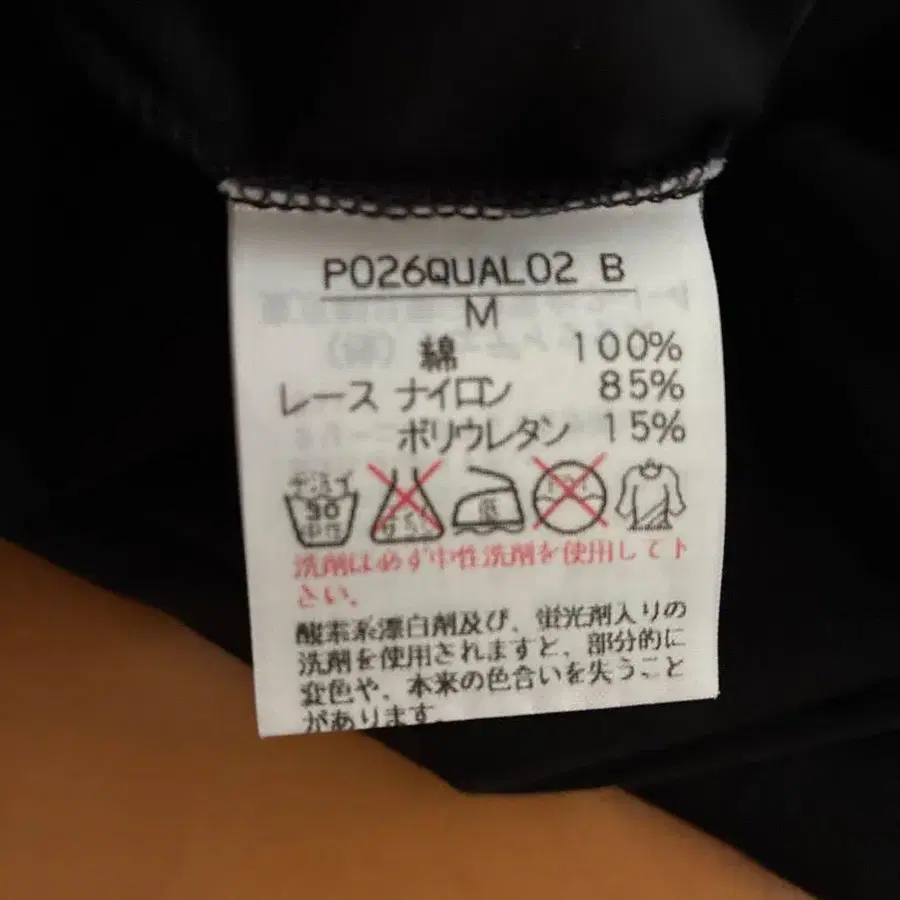 P026QUAL02 B
M
綿 100%
レース ナイロン 85%
ポリウレタン 15%
30
中性
低
洗剤は必ず中性洗剤を使用して下
さい。
酸素系漂白剤及び、蛍光剤入りの
洗剤を使用されますと、部分的に
変色や、本来の色合いを失うこと
があります。